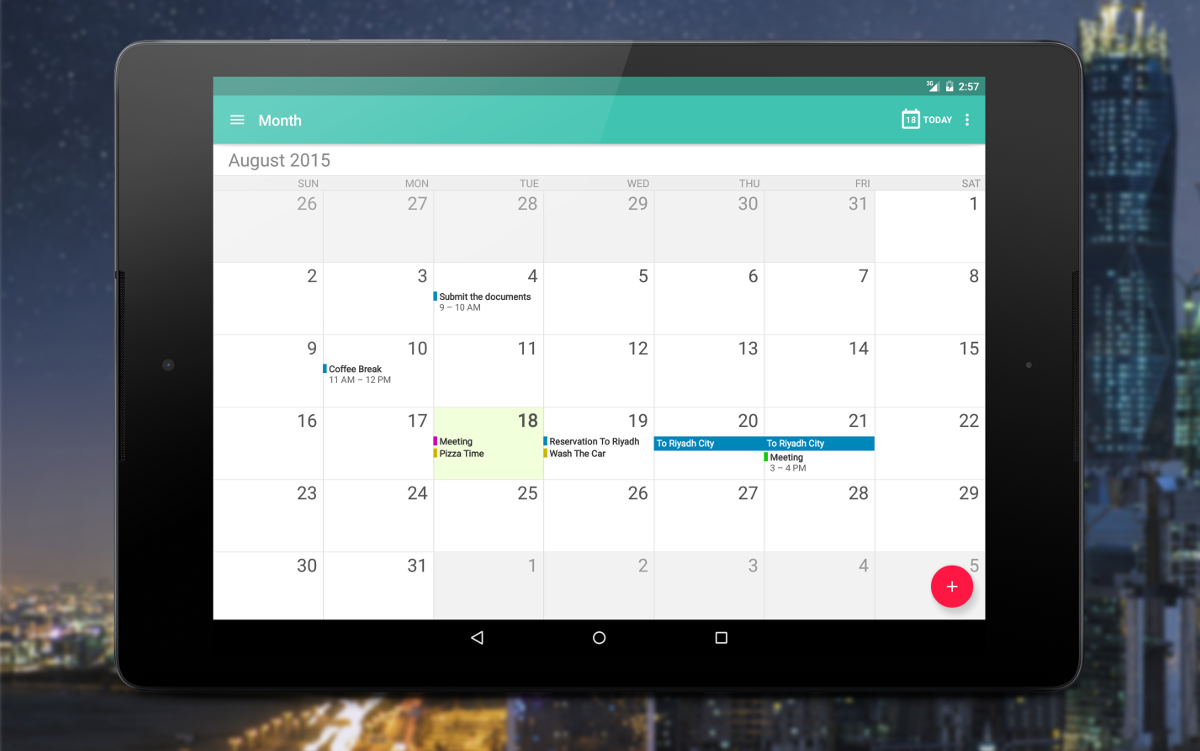 3G 2:57
Month 18 TODAY
August 2015
SUN MON TUE WED THU FRI SAT
26 27 28 29 30 31 1
2 3 4 5 6 7 8
Submit the documents
9 – 10 AM
9 10 11 12 13 14 15
Coffee Break
11 AM – 12 PM
16 17 18 19 20 21 22
Meeting Reservation To Riyadh To Riyadh City To Riyadh City
Pizza Time Wash The Car Meeting
3 – 4 PM
23 24 25 26 27 28 29
30 31 1 2 3 4 5